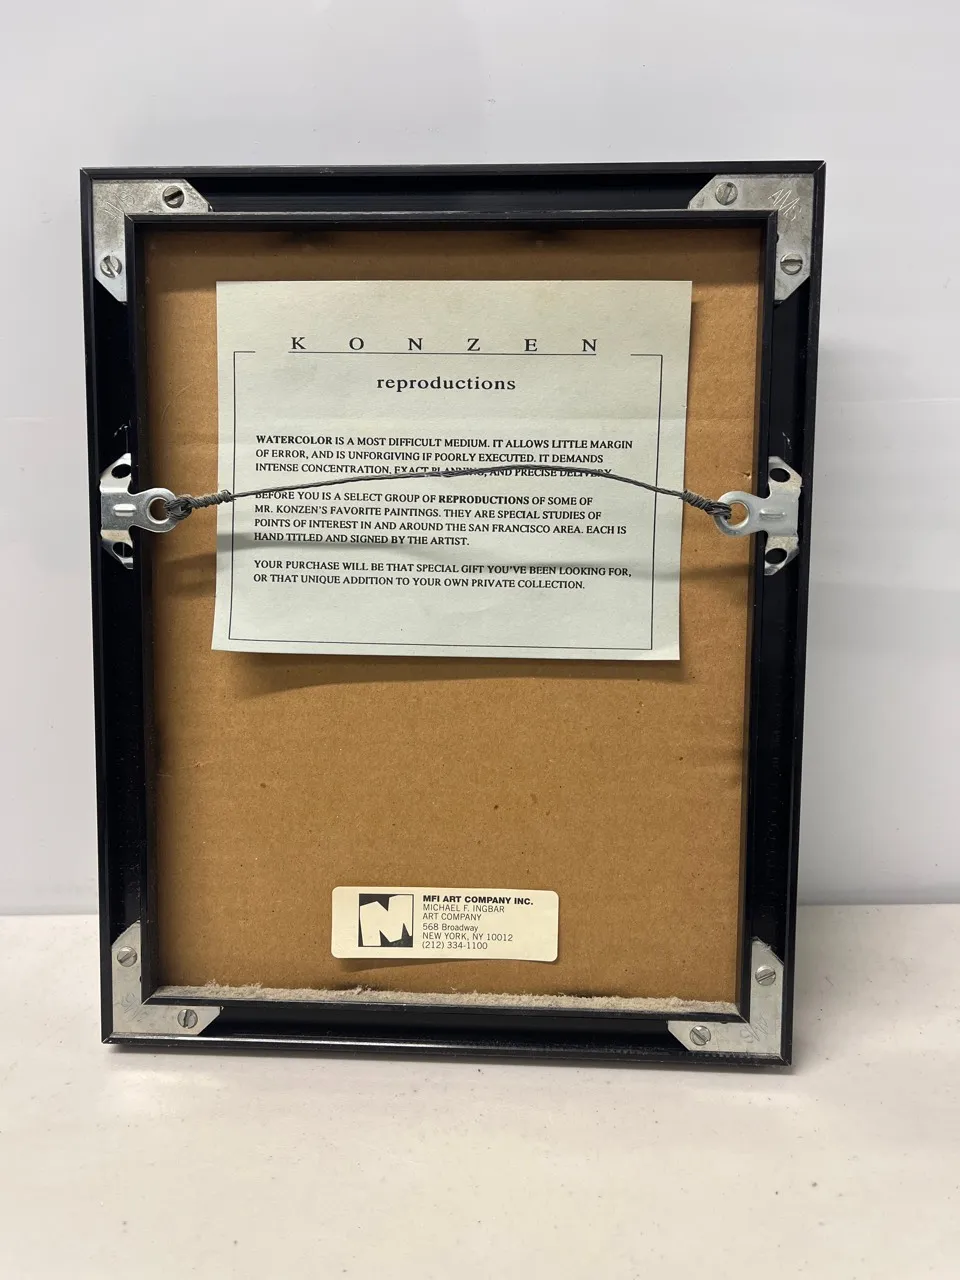 K O N Z E N
reproductions
WATERCOLOR IS A MOST DIFFICULT MEDIUM. IT ALLOWS LITTLE MARGIN
OF ERROR, AND IS UNFORGIVING IF POORLY EXECUTED. IT DEMANDS
INTENSE CONCENTRATION, EXACT PLANNING, AND PRECISE DELIVERY.
BEFORE YOU IS A SELECT GROUP OF REPRODUCTIONS OF SOME OF
MR. KONZEN'S FAVORITE PAINTINGS. THEY ARE SPECIAL STUDIES OF
POINTS OF INTEREST IN AND AROUND THE SAN FRANCISCO AREA. EACH IS
HAND TITLED AND SIGNED BY THE ARTIST.
YOUR PURCHASE WILL BE THAT SPECIAL GIFT YOU'VE BEEN LOOKING FOR,
OR THAT UNIQUE ADDITION TO YOUR OWN PRIVATE COLLECTION.
M
MFI ART COMPANY INC.
MICHAEL F. INGBAR
ART COMPANY
568 Broadway
NEW YORK, NY 10012
(212) 334-1100